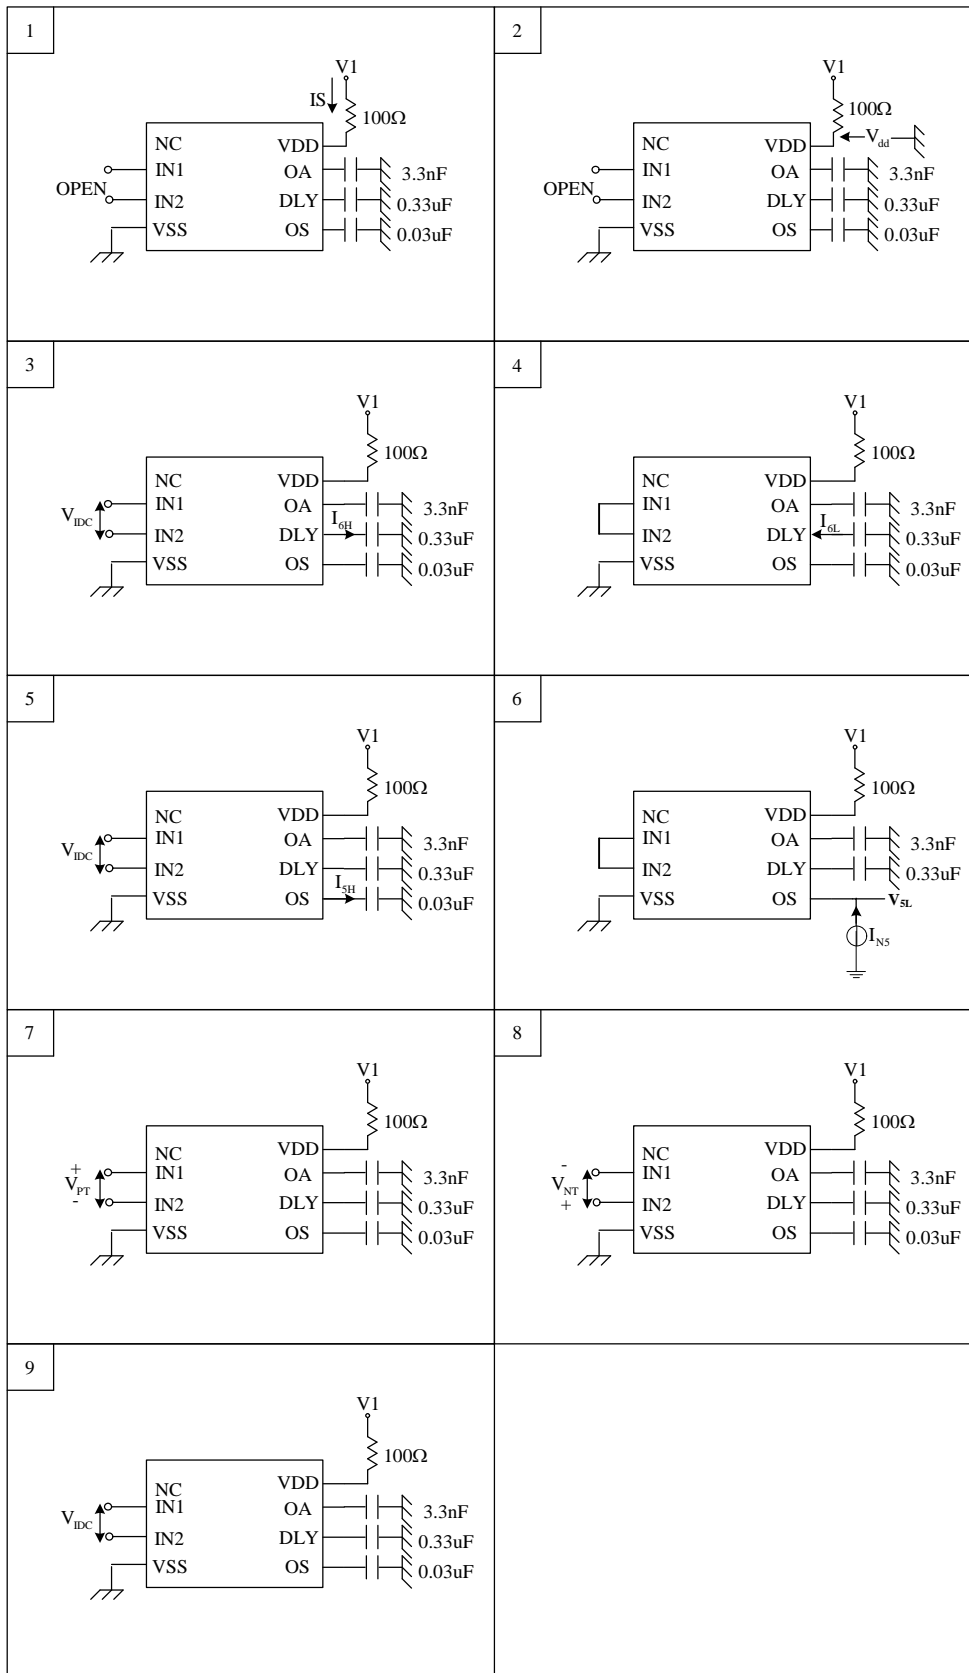 1
V1
IS
100Ω
NC
VDD
IN1
OA
3.3nF
OPEN
IN2
DLY
0.33uF
VSS
OS
0.03uF
2
V1
100Ω
Vdd
NC
VDD
IN1
OA
3.3nF
OPEN
IN2
DLY
0.33uF
VSS
OS
0.03uF
3
V1
100Ω
NC
VDD
IN1
OA
3.3nF
VIDC
I6H
IN2
DLY
0.33uF
VSS
OS
0.03uF
4
V1
100Ω
NC
VDD
IN1
OA
3.3nF
I6L
IN2
DLY
0.33uF
VSS
OS
0.03uF
5
V1
100Ω
NC
VDD
IN1
OA
3.3nF
VIDC
IN2
DLY
0.33uF
I5H
VSS
OS
0.03uF
6
V1
100Ω
NC
VDD
IN1
OA
3.3nF
IN2
DLY
0.33uF
VSS
OS
V5L
IN5
7
V1
100Ω
NC
VDD
+
IN1
OA
3.3nF
VPT
-
IN2
DLY
0.33uF
VSS
OS
0.03uF
8
V1
100Ω
NC
VDD
-
IN1
OA
3.3nF
VNT
+
IN2
DLY
0.33uF
VSS
OS
0.03uF
9
V1
100Ω
NC
VDD
IN1
OA
3.3nF
VIDC
IN2
DLY
0.33uF
VSS
OS
0.03uF